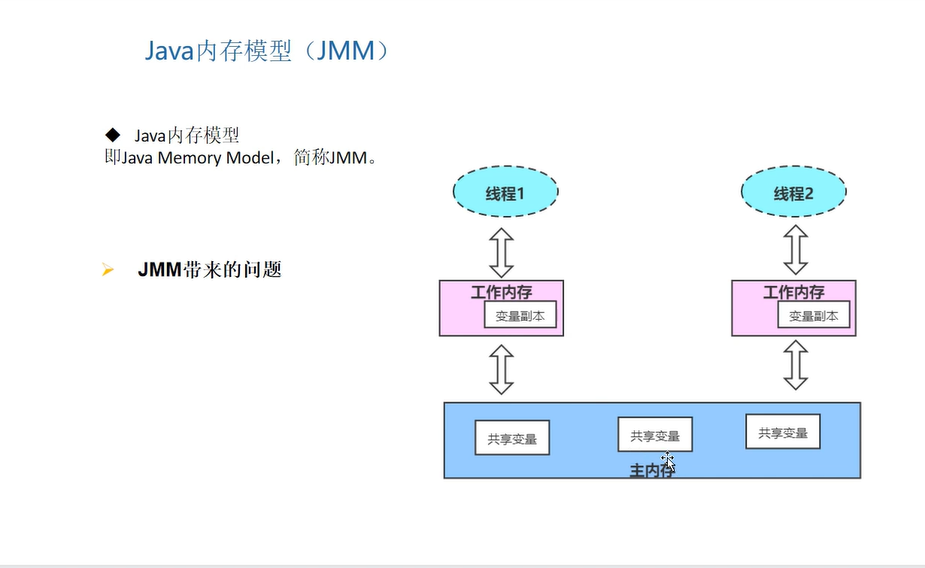 Java内存模型（JMM）
◆ Java内存模型
即Java Memory Model，简称JMM。
JMM带来的问题
线程1
线程2
工作内存
变量副本
工作内存
变量副本
共享变量
共享变量
共享变量
主内存